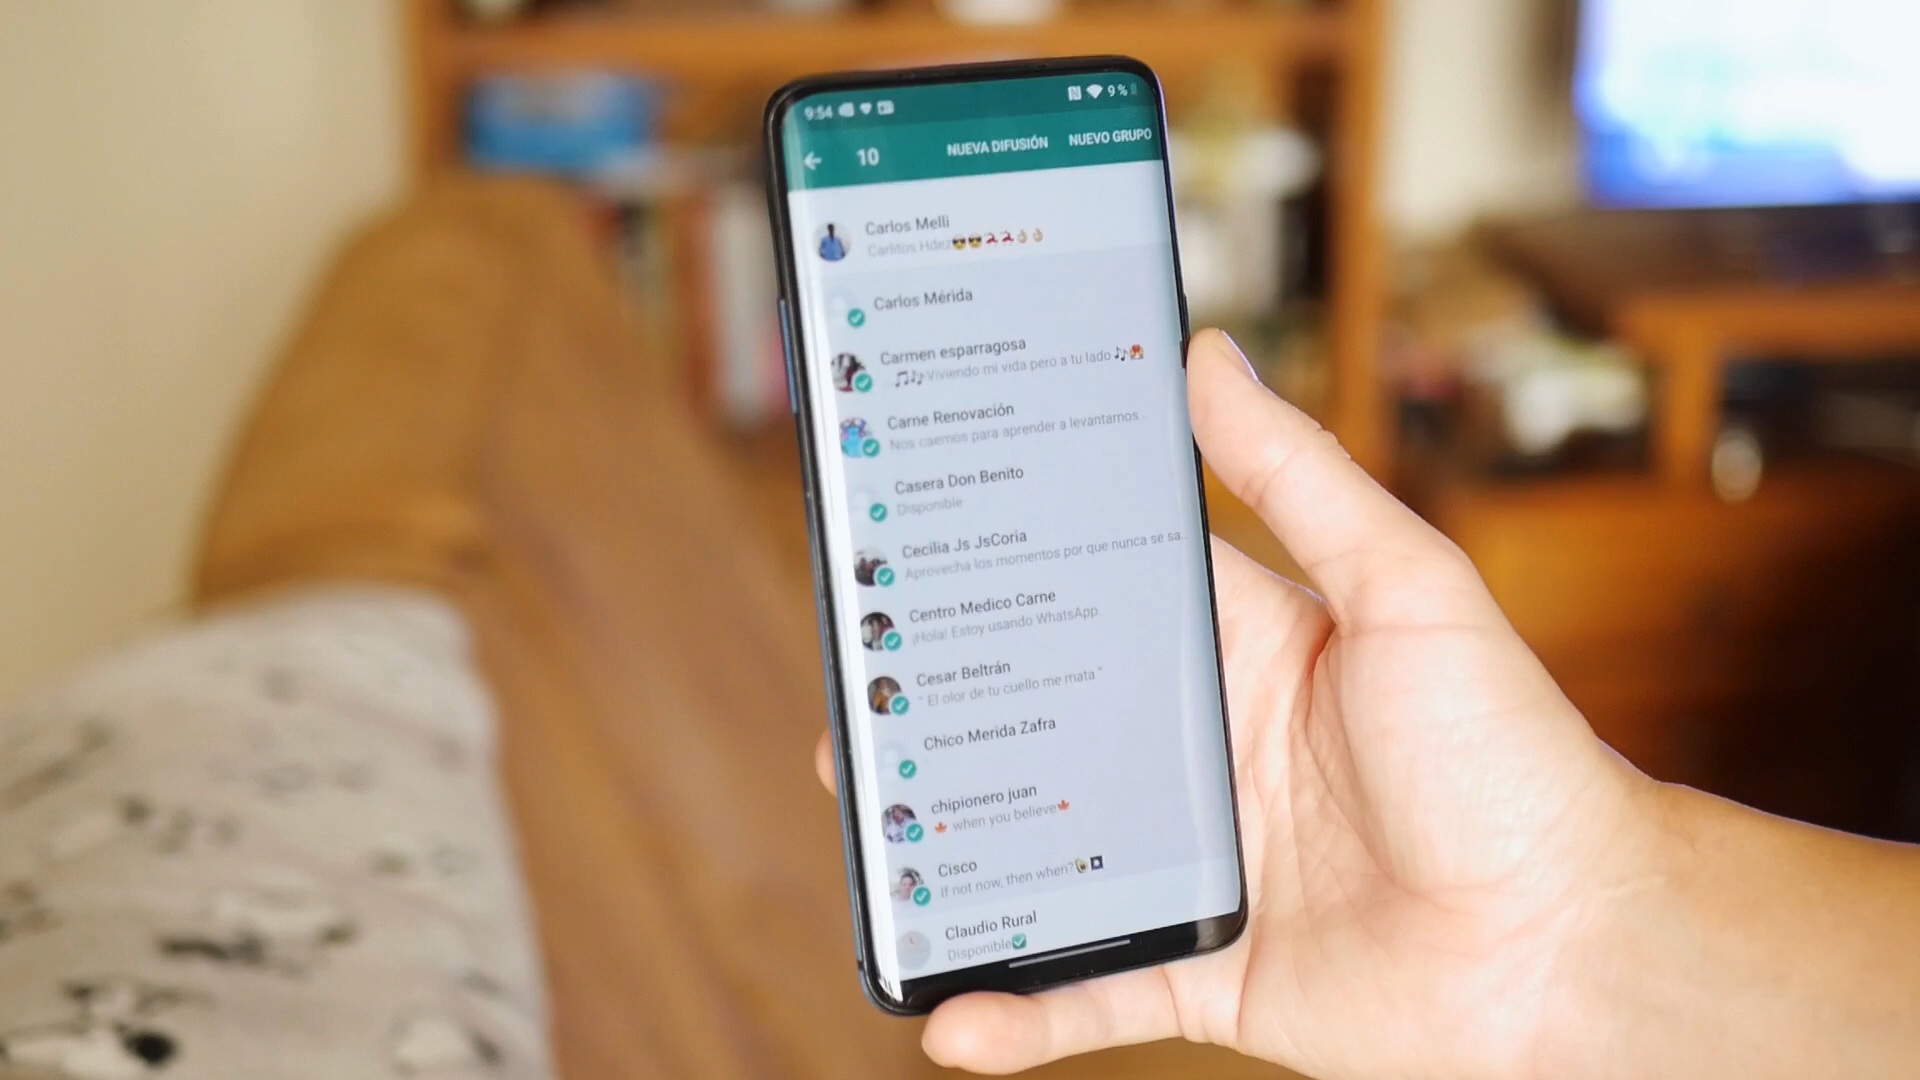 9:54 9%
10 NUEVA DIFUSIÓN NUEVO GRUPO
Carlos Melli
Carlitos Hdez😎😎💃💃👌👌
Carlos Mérida
Carmen esparragosa
🎵🎶Viviendo mi vida pero a tu lado 🎶
Carne Renovación
Nos caemos para aprender a levantarnos...
Casera Don Benito
Disponible
Cecilia Js JsCoria
Aprovecha los momentos por que nunca se sa...
Centro Medico Carne
¡Hola! Estoy usando WhatsApp
Cesar Beltrán
" El olor de tu cuello me mata "
Chico Merida Zafra
chipionero juan
🍁 when you believe🍁
Cisco
If not now, then when?🥑
Claudio Rural
Disponible✅